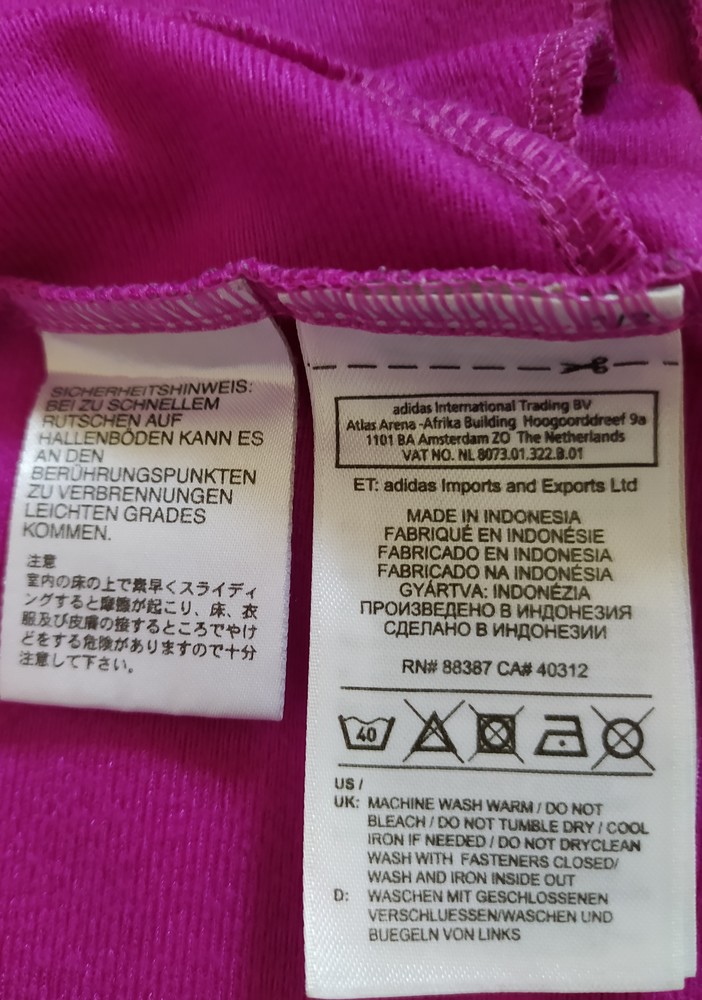 SICHERHEITSHINWEIS:
BEI ZU SCHNELLEM
RUTSCHEN AUF
HALLENBÖDEN KANN ES
AN DEN
BERÜHRUNGSPUNKTEN
ZU VERBRENNUNGEN
LEICHTEN GRADES
KOMMEN.
注意
室内の床の上で素早くスライディ
ングすると摩擦が起こり、床、衣
服及び皮膚の接するところでやけ
どをする危険がありますので十分
注意して下さい。
adidas International Trading BV
Atlas Arena -Afrika Building Hoogoorddreef 9a
1101 BA Amsterdam ZO The Netherlands
VAT NO. NL 8073.01.322.B.01
ET: adidas Imports and Exports Ltd
MADE IN INDONESIA
FABRIQUÉ EN INDONÉSIE
FABRICADO EN INDONESIA
FABRICADO NA INDONÉSIA
GYÁRTVA: INDONÉZIA
ПРОИЗВЕДЕНО В ИНДОНЕЗИЯ
СДЕЛАНО В ИНДОНЕЗИИ
RN# 88387 CA# 40312
40
US /
UK: MACHINE WASH WARM / DO NOT
BLEACH / DO NOT TUMBLE DRY / COOL
IRON IF NEEDED / DO NOT DRYCLEAN
WASH WITH FASTENERS CLOSED/
WASH AND IRON INSIDE OUT
D: WASCHEN MIT GESCHLOSSENEN
VERSCHLUESSEN/WASCHEN UND
BUEGELN VON LINKS